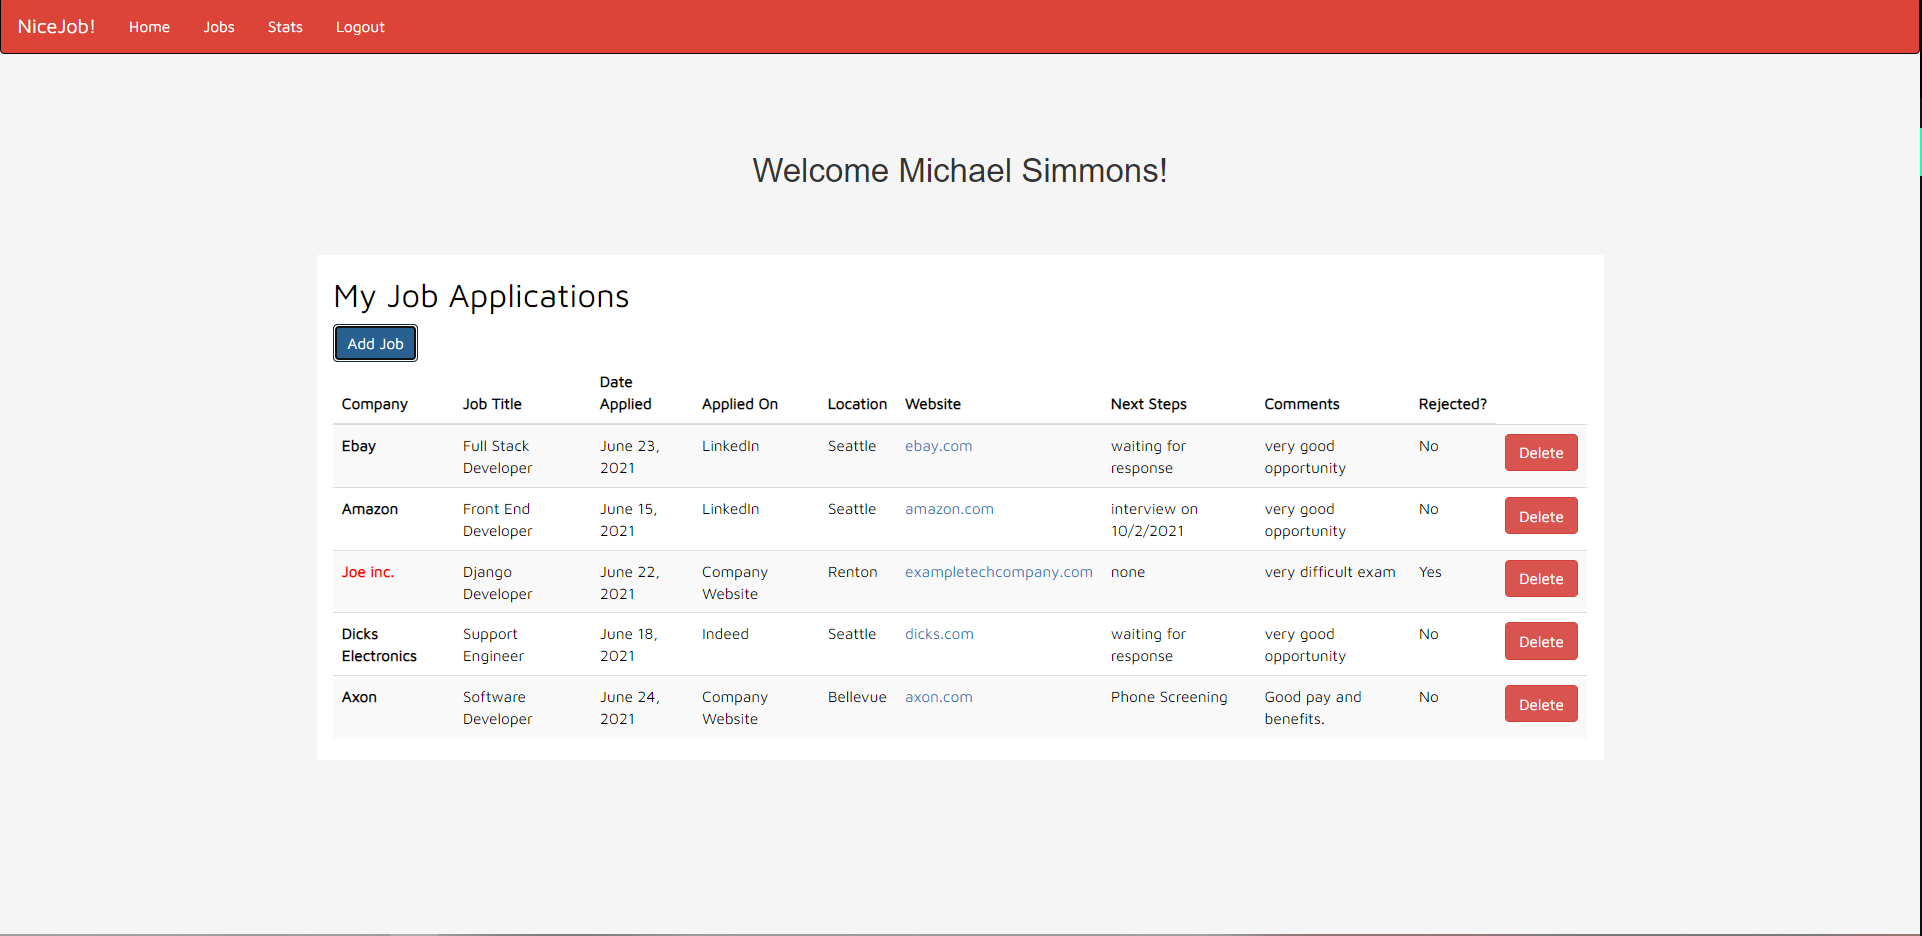 NiceJob! Home Jobs Stats Logout
Welcome Michael Simmons!
My Job Applications
Add Job
Date
Company Job Title Applied Applied On Location Website Next Steps Comments Rejected?
Ebay Full Stack June 23, LinkedIn Seattle ebay.com waiting for very good No Delete
Developer 2021 response opportunity
Amazon Front End June 15, LinkedIn Seattle amazon.com interview on very good No Delete
Developer 2021 10/2/2021 opportunity
Joe inc. Django June 22, Company Renton exampletechcompany.com none very difficult exam Yes Delete
Developer 2021 Website
Dicks Support June 18, Indeed Seattle dicks.com waiting for very good No Delete
Electronics Engineer 2021 response opportunity
Axon Software June 24, Company Bellevue axon.com Phone Screening Good pay and No Delete
Developer 2021 Website benefits.